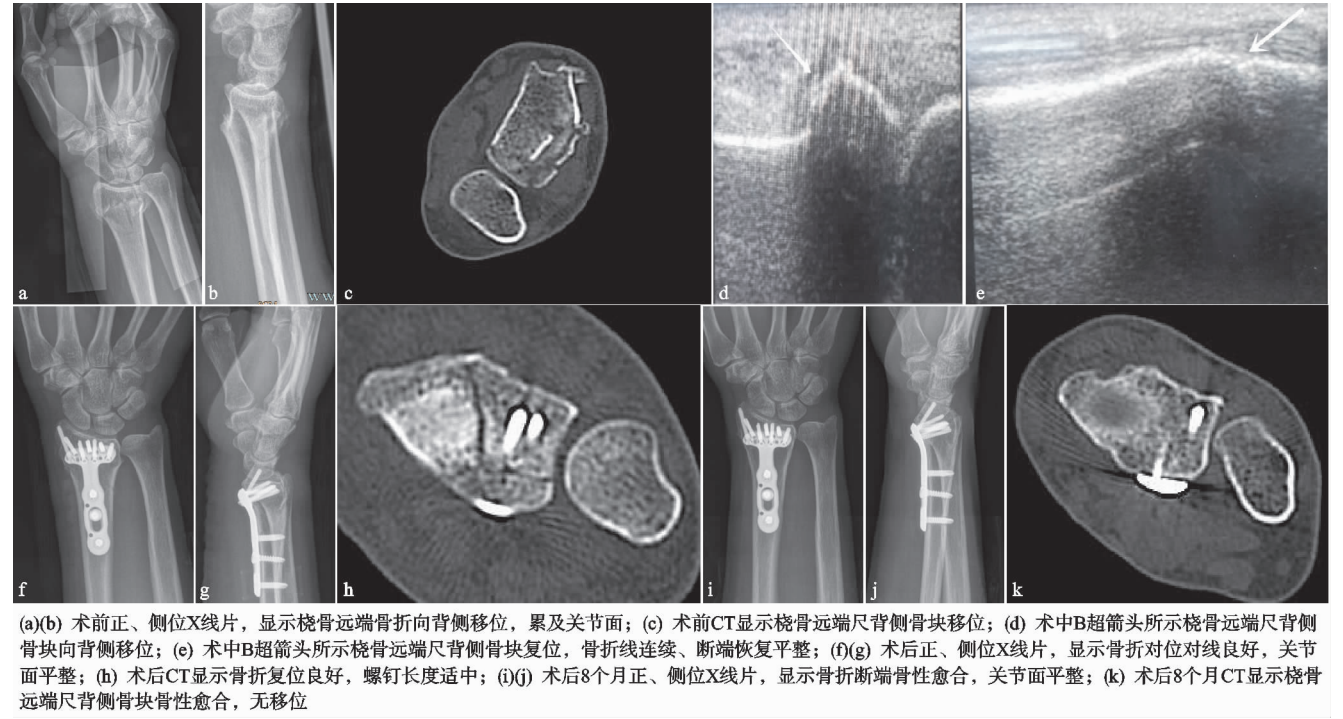 a
b
c
d
e
f
g
h
i
j
k
(a)(b) 术前正、侧位X线片，显示桡骨远端骨折向背侧移位，累及关节面；(c) 术前CT显示桡骨远端尺背侧骨块移位；(d) 术中B超箭头所示桡骨远端尺背侧
骨块向背侧移位；(e) 术中B超箭头所示桡骨远端尺背侧骨块复位，骨折线连续、断端恢复平整；(f)(g) 术后正、侧位X线片，显示骨折对位对线良好，关节
面平整；(h) 术后CT显示骨折复位良好，螺钉长度适中；(i)(j) 术后8个月正、侧位X线片，显示骨折断端骨性愈合，关节面平整；(k) 术后8个月CT显示桡骨
远端尺背侧骨块骨性愈合，无移位